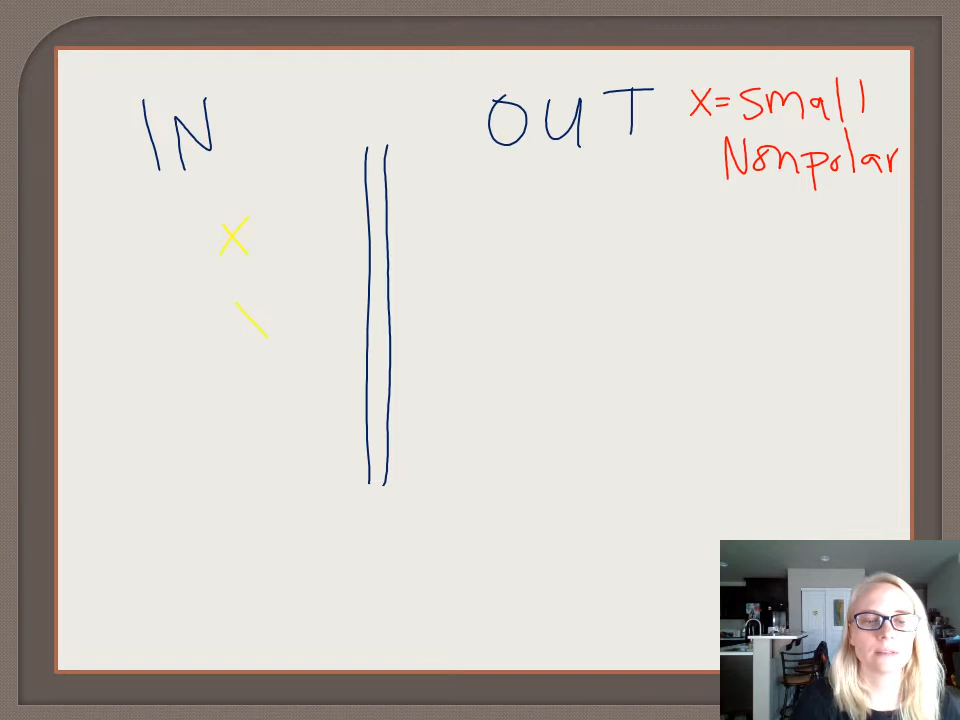 IN
OUT
x = small
Nonpolar
X
\